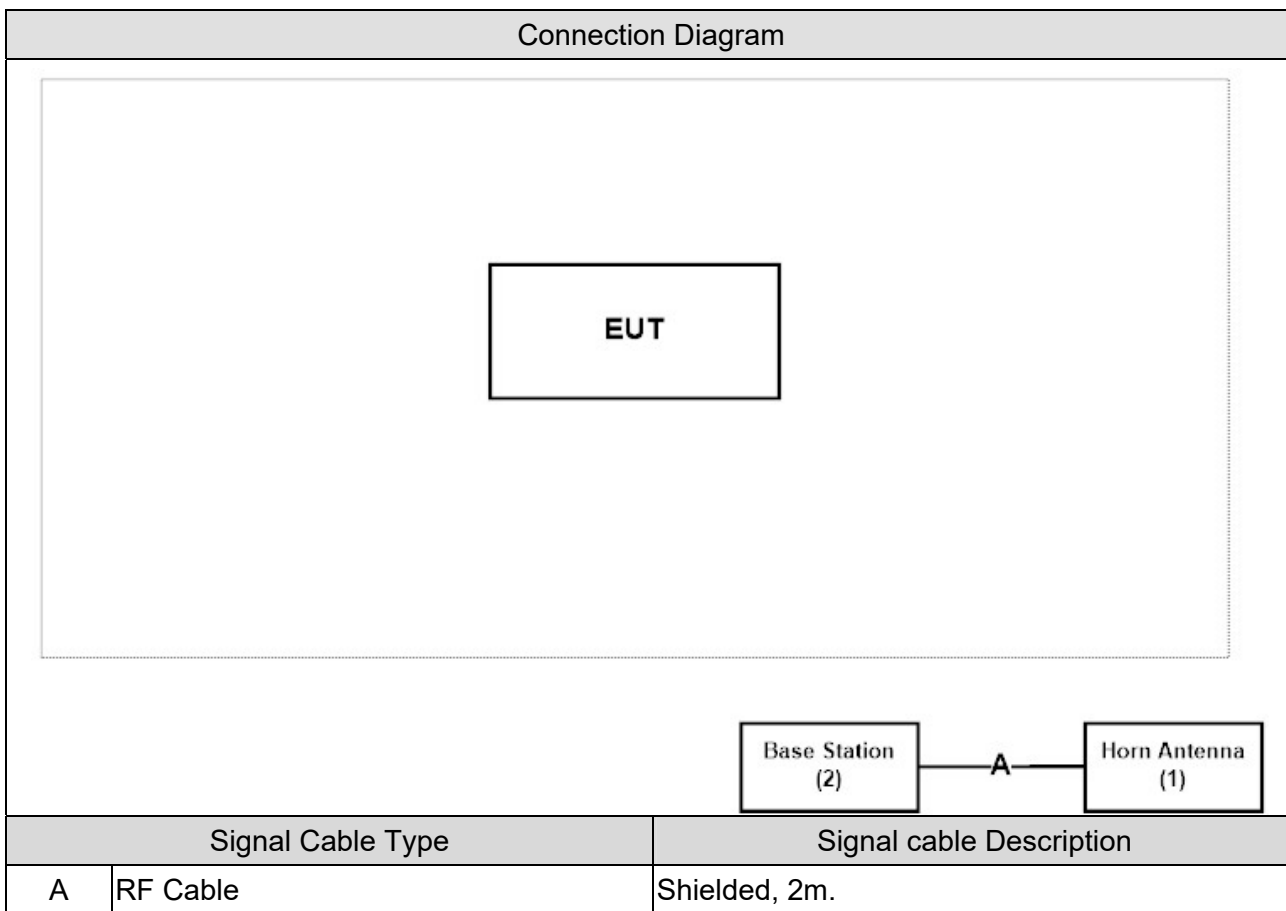 Connection Diagram
EUT
Base Station
(2)
A
Horn Antenna
(1)
Signal Cable Type
Signal cable Description
A
RF Cable
Shielded, 2m.